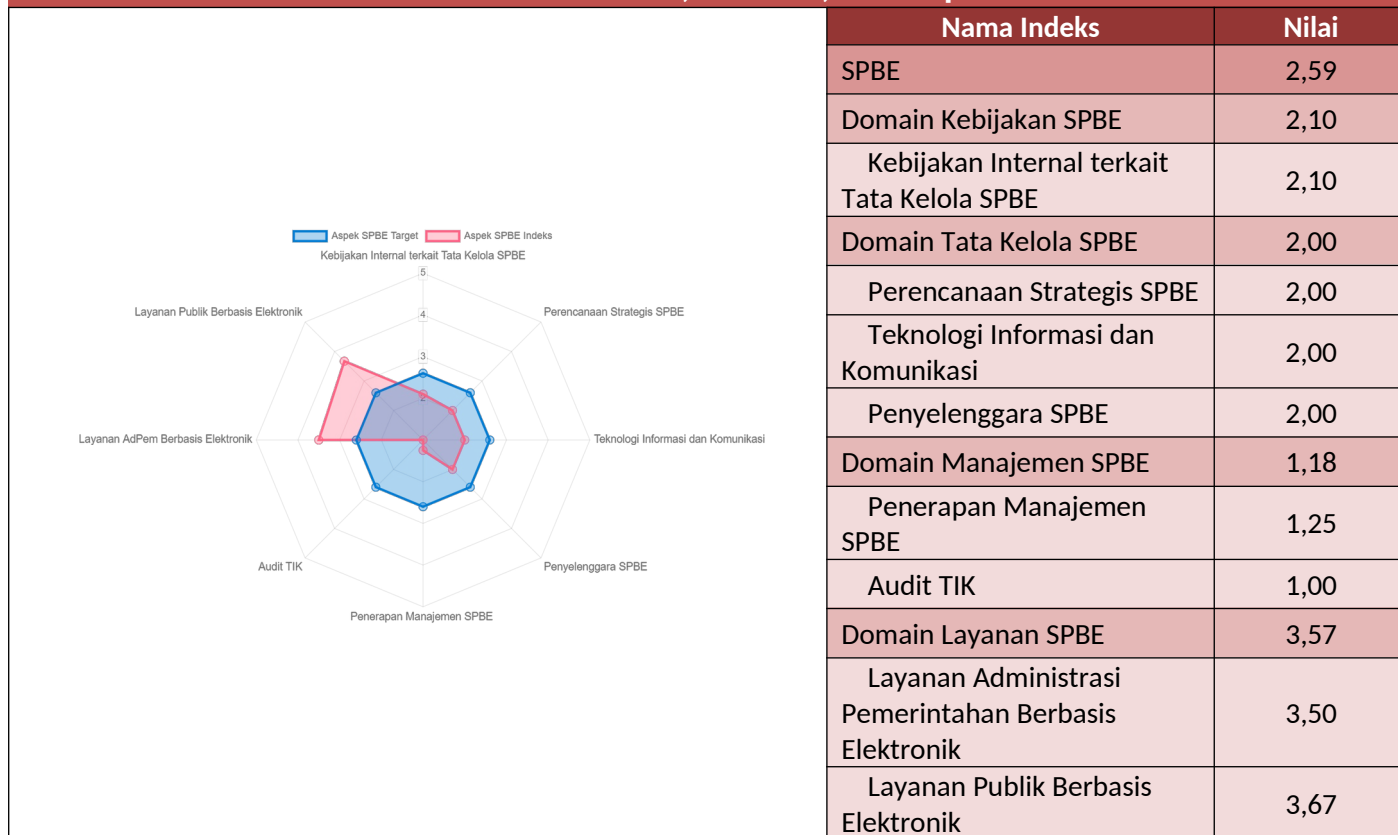 Aspek SPBE Target Aspek SPBE Indeks
Kebijakan Internal terkait Tata Kelola SPBE
5
Layanan Publik Berbasis Elektronik
Perencanaan Strategis SPBE
4
3
2
Layanan AdPem Berbasis Elektronik
Teknologi Informasi dan Komunikasi
Audit TIK
Penyelenggara SPBE
Penerapan Manajemen SPBE
Nama Indeks Nilai
SPBE 2,59
Domain Kebijakan SPBE 2,10
Kebijakan Internal terkait
Tata Kelola SPBE 2,10
Domain Tata Kelola SPBE 2,00
Perencanaan Strategis SPBE 2,00
Teknologi Informasi dan
Komunikasi 2,00
Penyelenggara SPBE 2,00
Domain Manajemen SPBE 1,18
Penerapan Manajemen
SPBE 1,25
Audit TIK 1,00
Domain Layanan SPBE 3,57
Layanan Administrasi
Pemerintahan Berbasis
Elektronik 3,50
Layanan Publik Berbasis
Elektronik 3,67